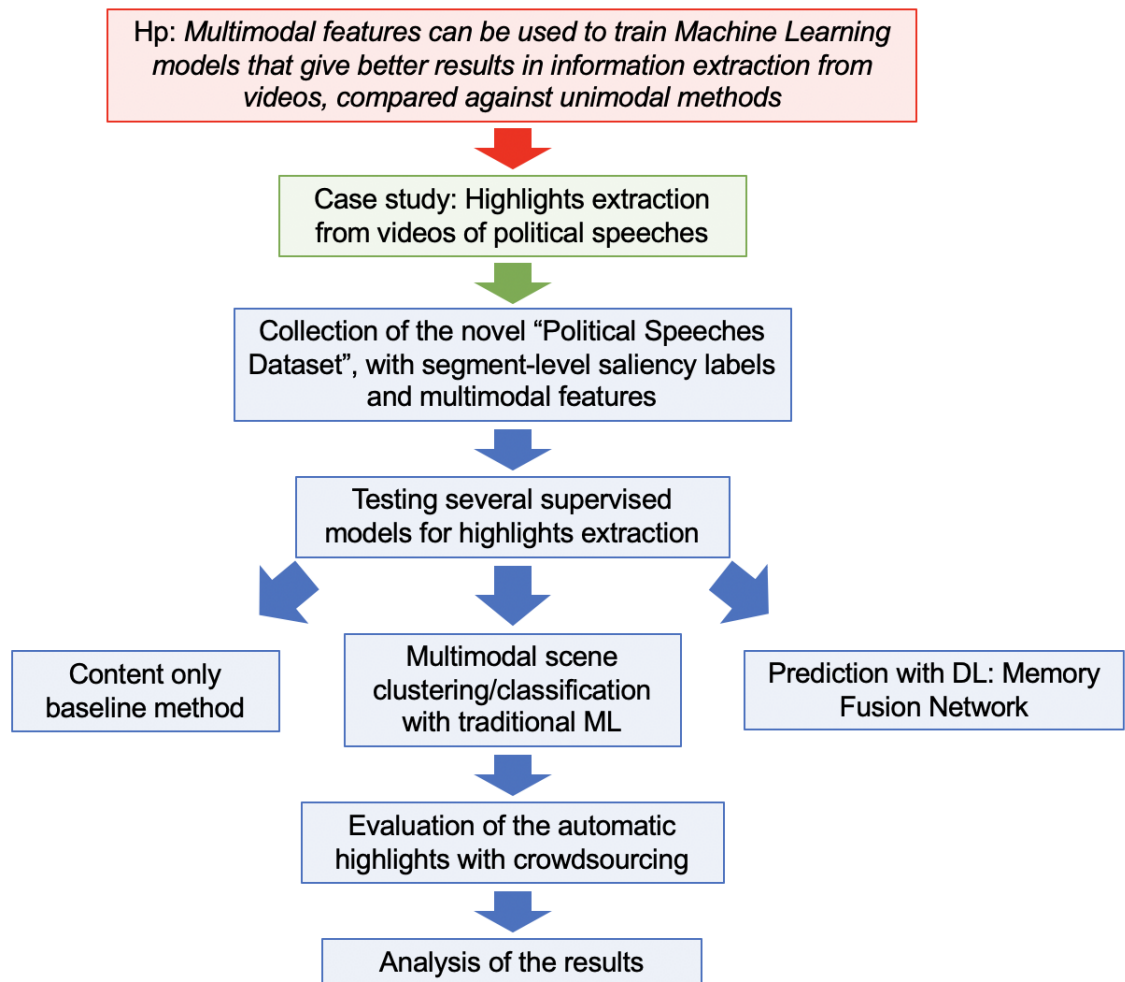 Hp: Multimodal features can be used to train Machine Learning
models that give better results in information extraction from
videos, compared against unimodal methods
Case study: Highlights extraction
from videos of political speeches
Collection of the novel “Political Speeches
Dataset”, with segment-level saliency labels
and multimodal features
Testing several supervised
models for highlights extraction
Content only
baseline method
Multimodal scene
clustering/classification
with traditional ML
Prediction with DL: Memory
Fusion Network
Evaluation of the automatic
highlights with crowdsourcing
Analysis of the results